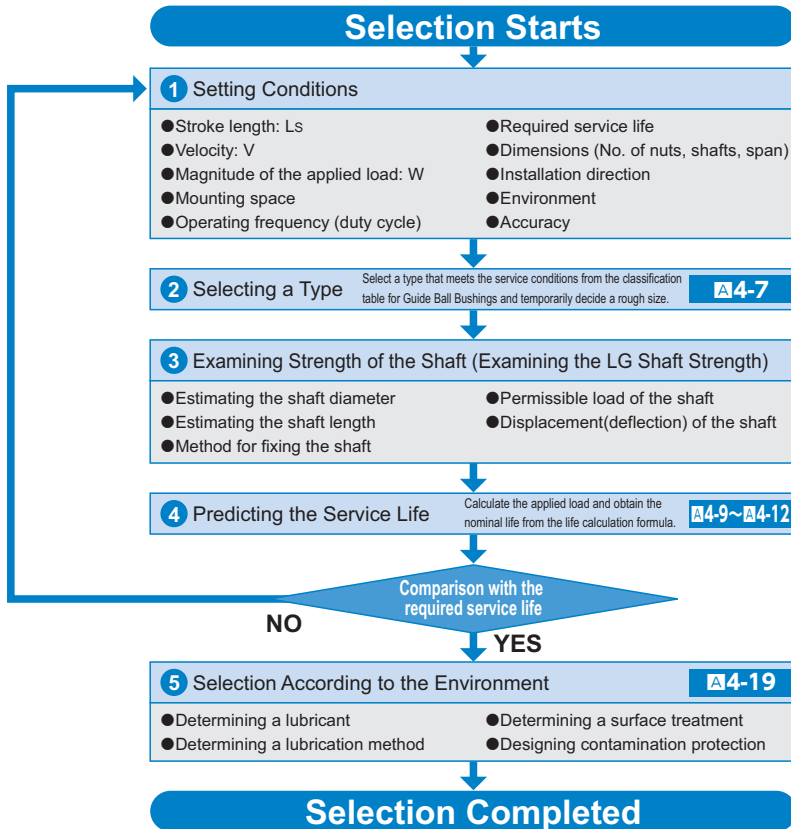 Selection Starts
1 Setting Conditions
●Stroke length: LS
●Velocity: V
●Magnitude of the applied load: W
●Mounting space
●Operating frequency (duty cycle)
●Required service life
●Dimensions (No. of nuts, shafts, span)
●Installation direction
●Environment
●Accuracy
2 Selecting a Type
Select a type that meets the service conditions from the classification
table for Guide Ball Bushings and temporarily decide a rough size.
A4-7
3 Examining Strength of the Shaft (Examining the LG Shaft Strength)
●Estimating the shaft diameter
●Estimating the shaft length
●Method for fixing the shaft
●Permissible load of the shaft
●Displacement(deflection) of the shaft
4 Predicting the Service Life
Calculate the applied load and obtain the
nominal life from the life calculation formula.
A4-9~A4-12
Comparison with the
required service life
NO
YES
5 Selection According to the Environment
A4-19
●Determining a lubricant
●Determining a lubrication method
●Determining a surface treatment
●Designing contamination protection
Selection Completed